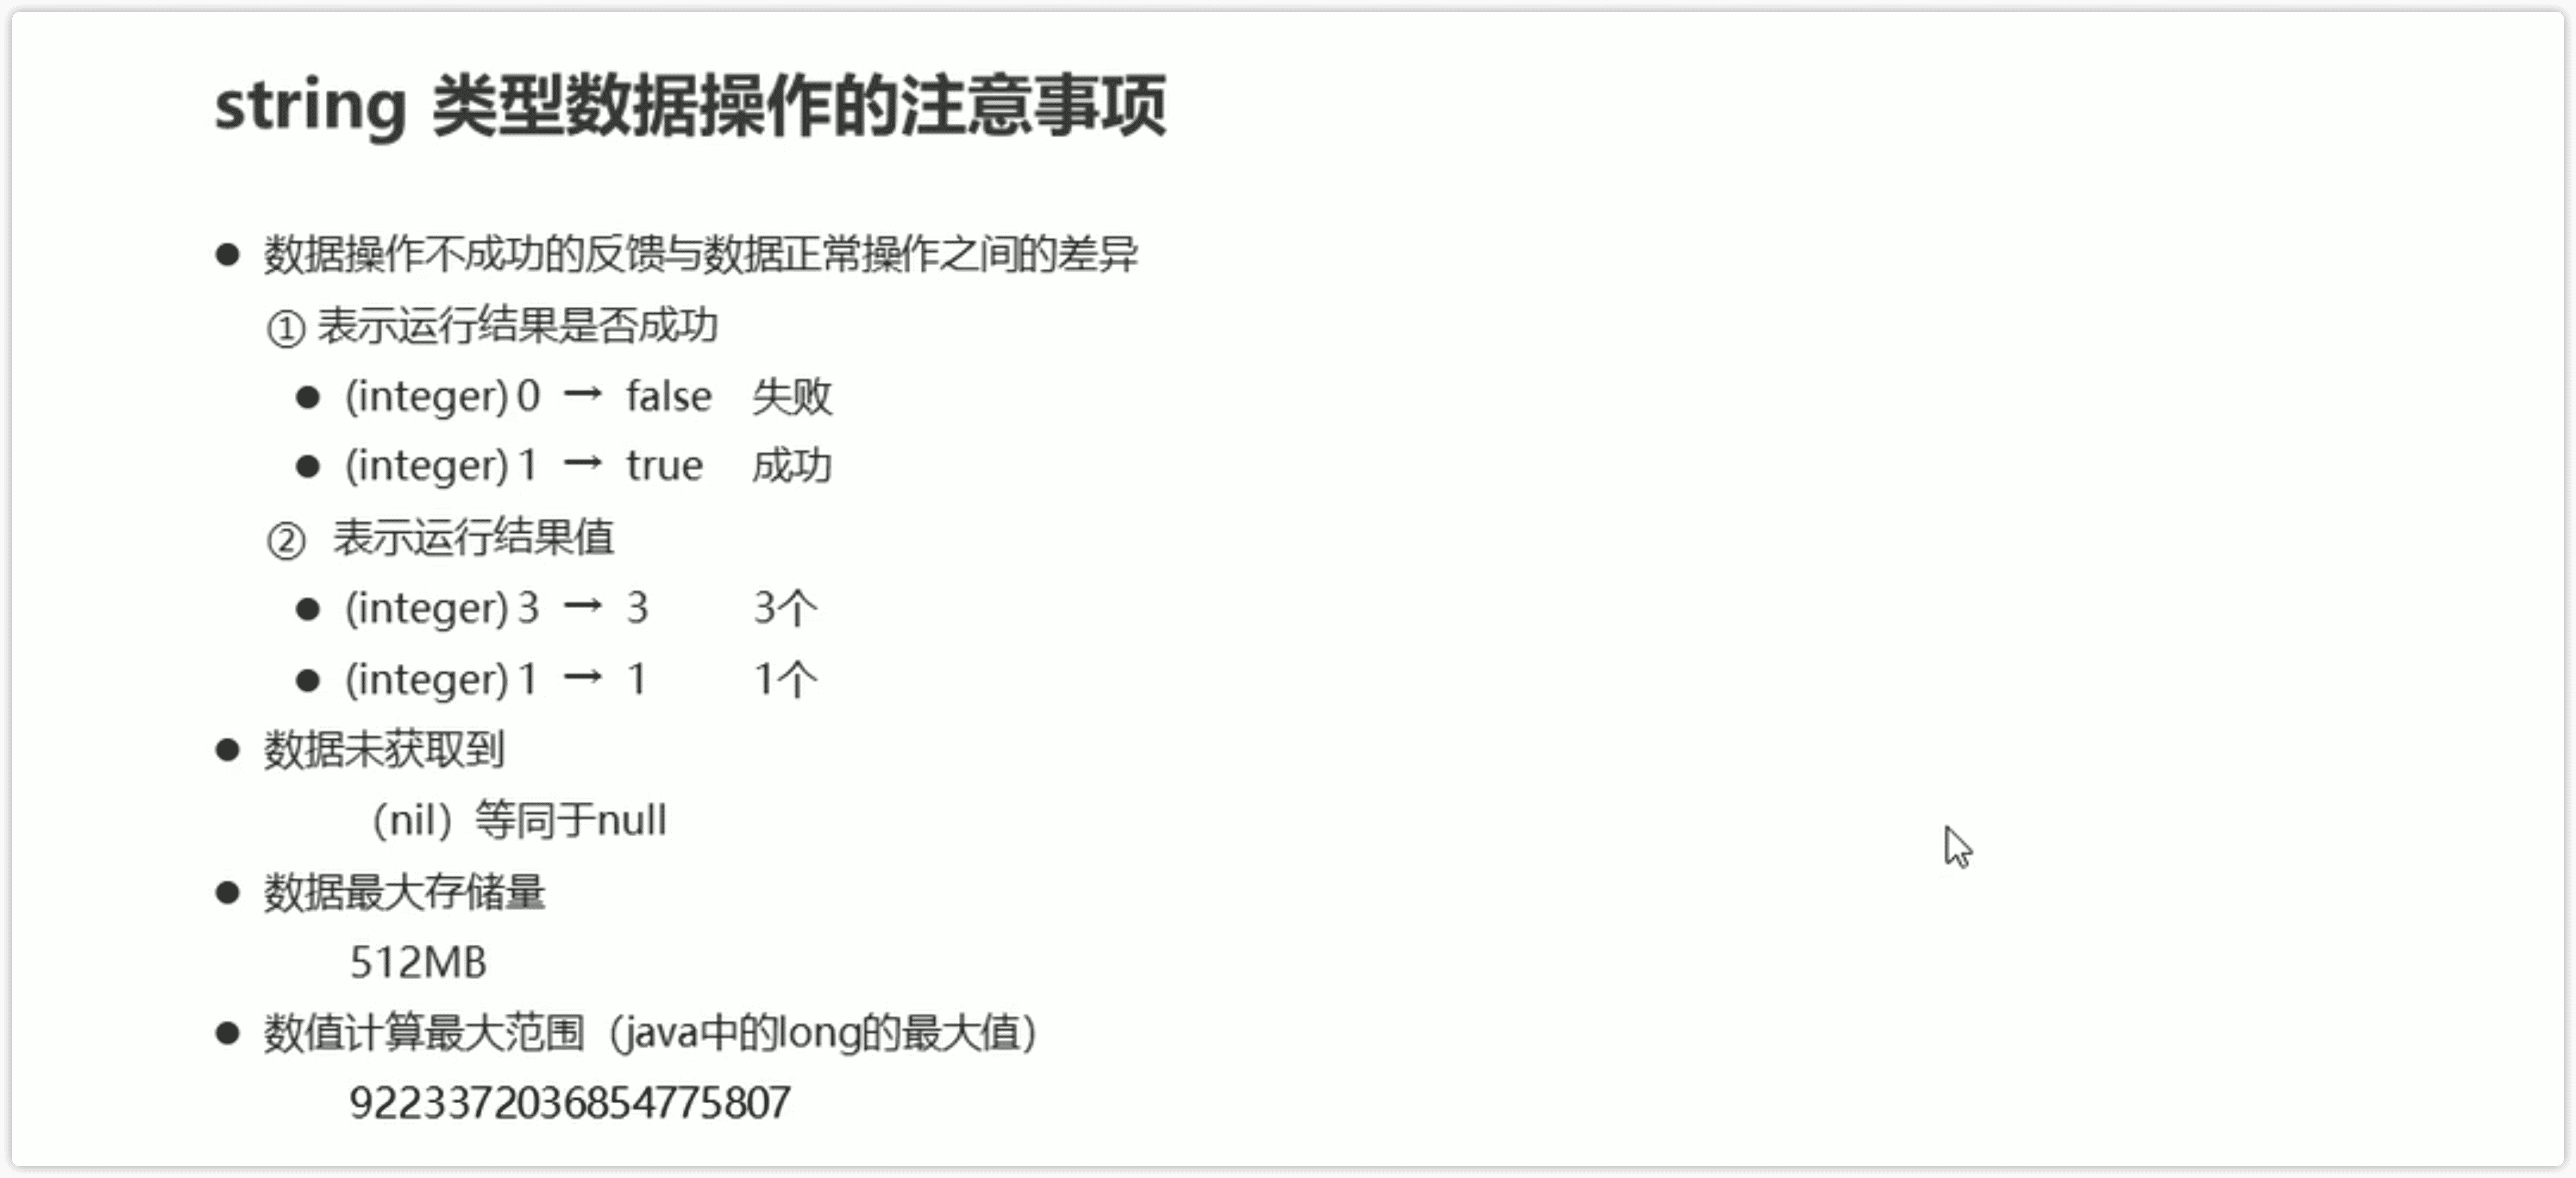 string 类型数据操作的注意事项
● 数据操作不成功的反馈与数据正常操作之间的差异
① 表示运行结果是否成功
● (integer) 0 → false 失败
● (integer) 1 → true 成功
② 表示运行结果值
● (integer) 3 → 3 3个
● (integer) 1 → 1 1个
● 数据未获取到
（nil）等同于null
● 数据最大存储量
512MB
● 数值计算最大范围（java中的long的最大值）
9223372036854775807